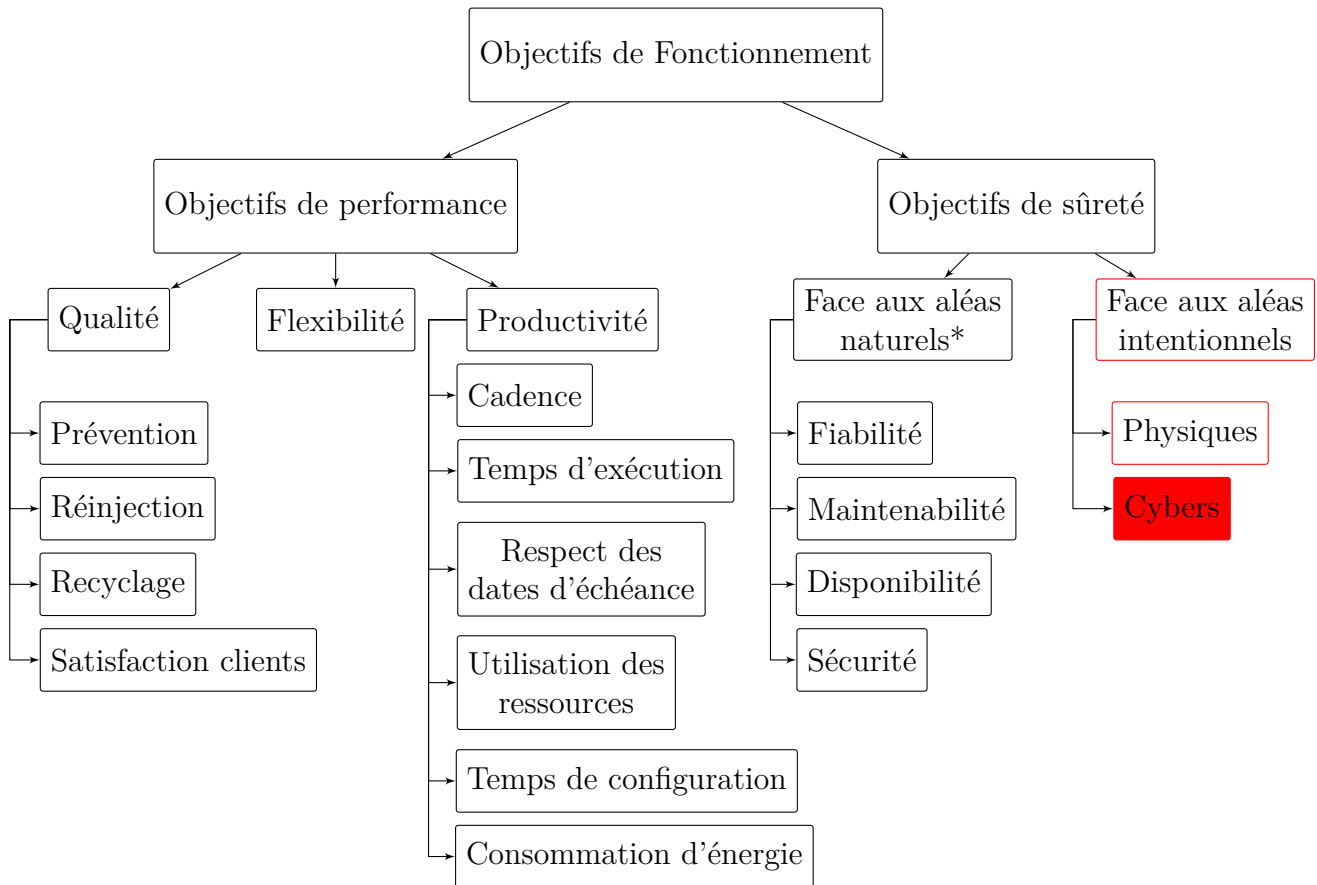 Objectifs de Fonctionnement
Objectifs de performance
Objectifs de sûreté
Qualité
Flexibilité
Productivité
Face aux aléas
naturels*
Face aux aléas
intentionnels
Prévention
Réinjection
Recyclage
Satisfaction clients
Cadence
Temps d'exécution
Respect des
dates d'échéance
Utilisation des
ressources
Temps de configuration
Consommation d'énergie
Fiabilité
Maintenabilité
Disponibilité
Sécurité
Physiques
Cybers